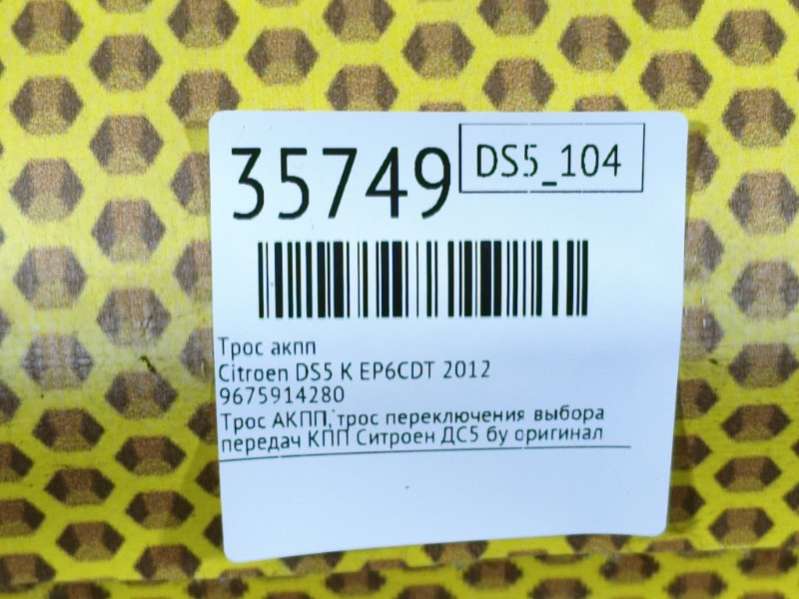 35749
DS5_104
Трос акпп
Citroen DS5 K EP6CDT 2012
9675914280
Трос АКПП, трос переключения выбора
передач КПП Ситроен ДС5 бу оригинал